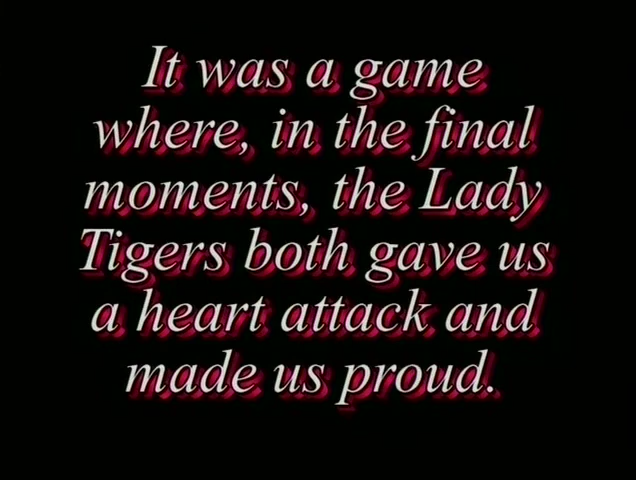 It was a game
where, in the final
moments, the Lady
Tigers both gave us
a heart attack and
made us proud.